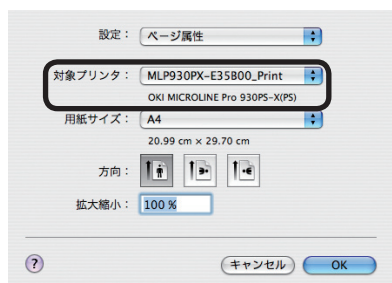 設定： ページ属性
対象プリンタ： MLP930PX-E35B00_Print
OKI MICROLINE Pro 930PS-X(PS)
用紙サイズ： A4
20.99 cm × 29.70 cm
方向：
拡大縮小： 100 %
? キャンセル OK